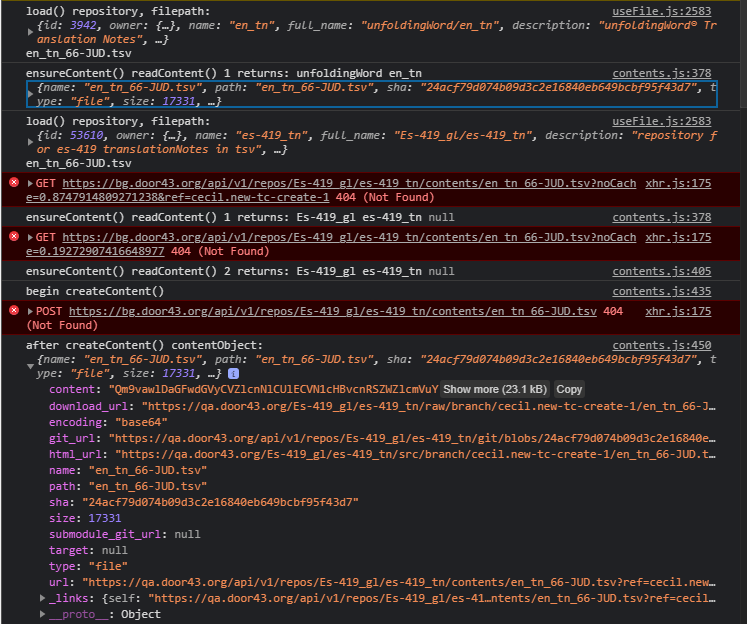 load() repository, filepath: useFile.js:2583
{id: 3942, owner: {…}, name: "en_tn", full_name: "unfoldingWord/en_tn", description: "unfoldingWord® Tr
anslation Notes", …}
en_tn_66-JUD.tsv
ensureContent() readContent() 1 returns: unfoldingWord en_tn contents.js:378
{name: "en_tn_66-JUD.tsv", path: "en_tn_66-JUD.tsv", sha: "24acf79d074b09d3c2e16840eb649bcbf95f43d7", t
ype: "file", size: 17331, …}
load() repository, filepath: useFile.js:2583
{id: 53610, owner: {…}, name: "es-419_tn", full_name: "Es-419_gl/es-419_tn", description: "repository f
or es-419 translationNotes in tsv", …}
en_tn_66-JUD.tsv
GET https://bg.door43.org/api/v1/repos/Es-419_gl/es-419_tn/contents/en_tn_66-JUD.tsv?noCach xhr.js:175
e=0.8747914809271238&ref=cecil.new-tc-create-1 404 (Not Found)
ensureContent() readContent() 1 returns: Es-419_gl es-419_tn null contents.js:378
GET https://bg.door43.org/api/v1/repos/Es-419_gl/es-419_tn/contents/en_tn_66-JUD.tsv?noCach xhr.js:175
e=0.19272907416648977 404 (Not Found)
ensureContent() readContent() 2 returns: Es-419_gl es-419_tn null contents.js:405
begin createContent() contents.js:435
POST https://bg.door43.org/api/v1/repos/Es-419_gl/es-419_tn/contents/en_tn_66-JUD.tsv 404 xhr.js:175
(Not Found)
after createContent() contentObject: contents.js:450
{name: "en_tn_66-JUD.tsv", path: "en_tn_66-JUD.tsv", sha: "24acf79d074b09d3c2e16840eb649bcbf95f43d7", t
ype: "file", size: 17331, …} i
content: "Qm9vawlDaGFwdGVyCVZlcnNlCUlECVN1cHBvcnRSZWZlcmVuY Show more (23.1 kB) Copy
download_url: "https://qa.door43.org/Es-419_gl/es-419_tn/raw/branch/cecil.new-tc-create-1/en_tn_66-J…
encoding: "base64"
git_url: "https://qa.door43.org/api/v1/repos/Es-419_gl/es-419_tn/git/blobs/24acf79d074b09d3c2e16840e…
html_url: "https://qa.door43.org/Es-419_gl/es-419_tn/src/branch/cecil.new-tc-create-1/en_tn_66-JUD.t…
name: "en_tn_66-JUD.tsv"
path: "en_tn_66-JUD.tsv"
sha: "24acf79d074b09d3c2e16840eb649bcbf95f43d7"
size: 17331
submodule_git_url: null
target: null
type: "file"
url: "https://qa.door43.org/api/v1/repos/Es-419_gl/es-419_tn/contents/en_tn_66-JUD.tsv?ref=cecil.new…
_links: {self: "https://qa.door43.org/api/v1/repos/Es-419_gl/es-41…ntents/en_tn_66-JUD.tsv?ref=cecil…
__proto__: Object